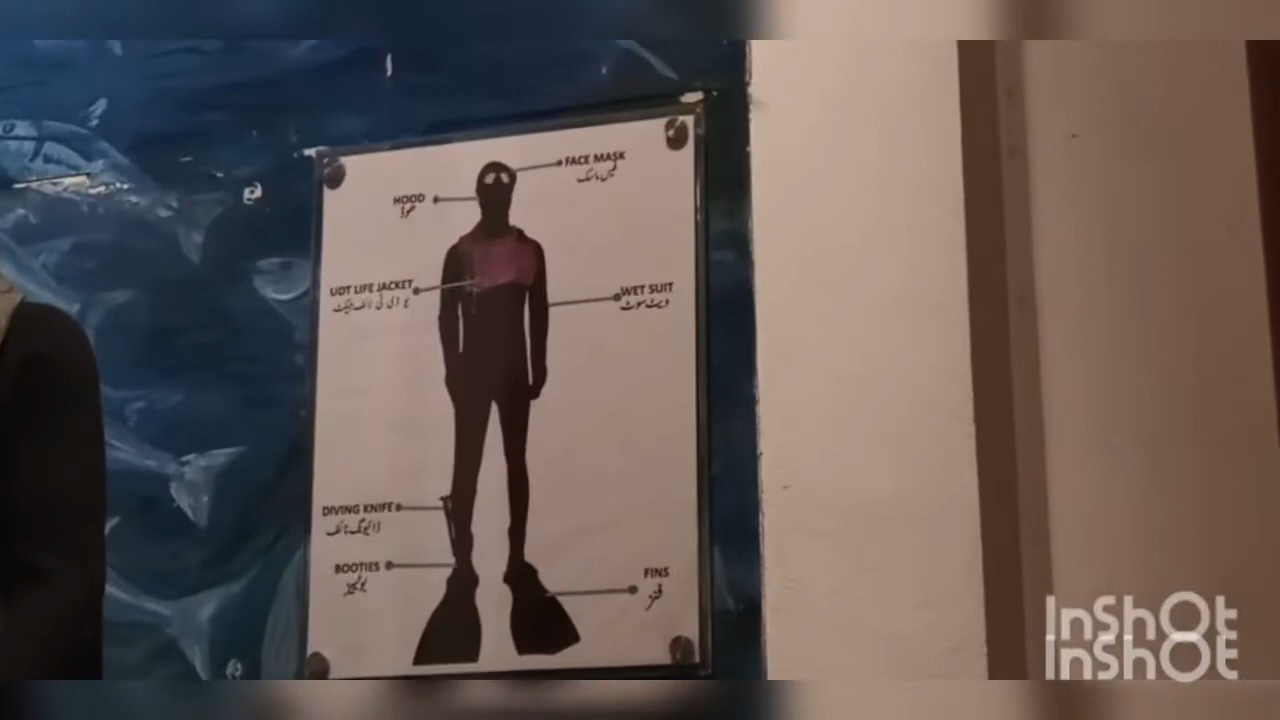 FACE MASK
فیس ماسک
HOOD
ہوڈ
UDT LIFE JACKET
یو ڈی ٹی لائف جیکٹ
WET SUIT
ویٹ سوٹ
DIVING KNIFE
ڈائیونگ نائف
BOOTIES
بوٹیز
FINS
فنز
InShOt
InShOt